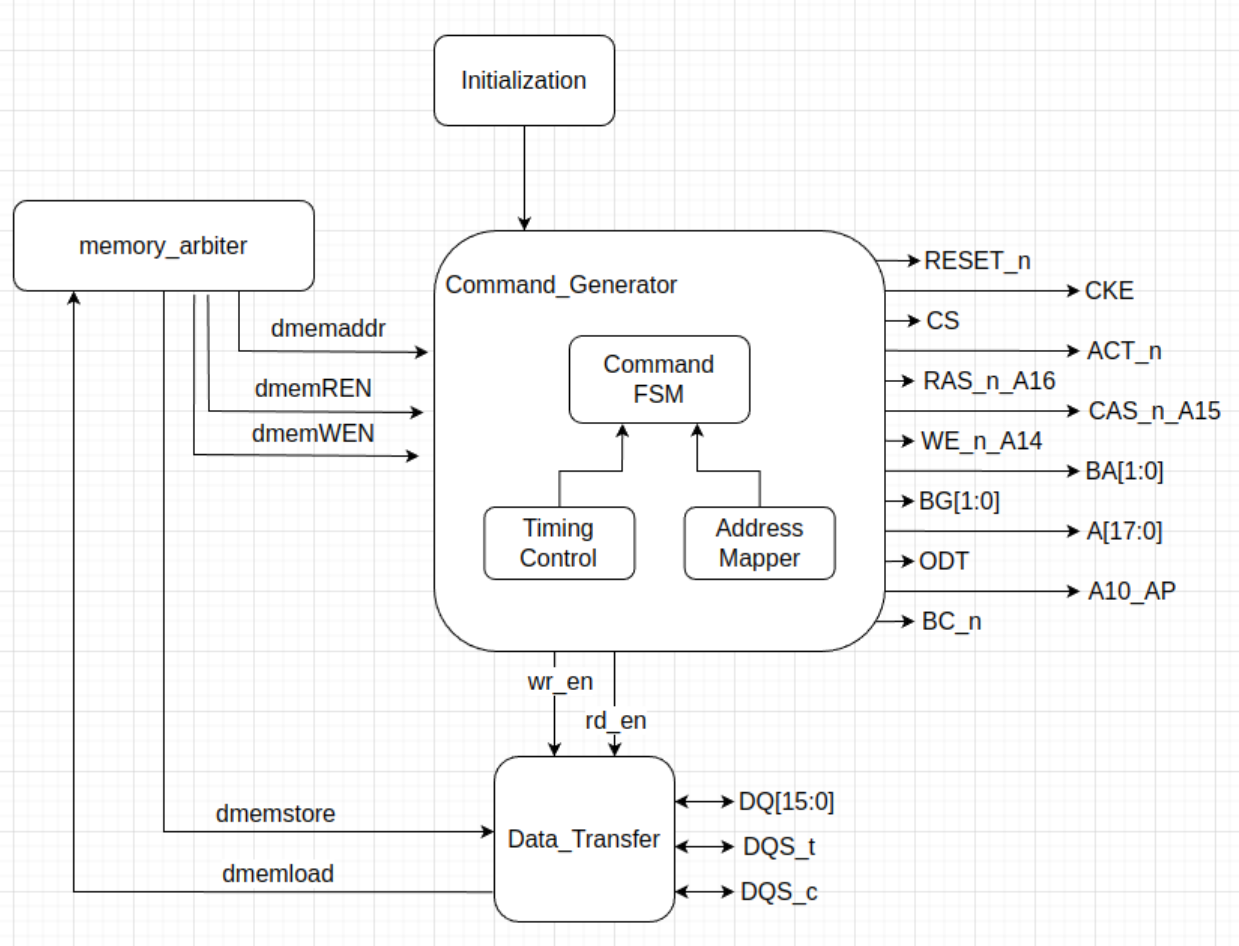 Initialization
memory_arbiter
Command_Generator
RESET_n
CKE
CS
ACT_n
RAS_n_A16
CAS_n_A15
WE_n_A14
BA[1:0]
BG[1:0]
A[17:0]
ODT
A10_AP
BC_n
dmemaddr
dmemREN
dmemWEN
Command
FSM
Timing
Control
Address
Mapper
wr_en
rd_en
dmemstore
dmemload
Data_Transfer
DQ[15:0]
DQS_t
DQS_c